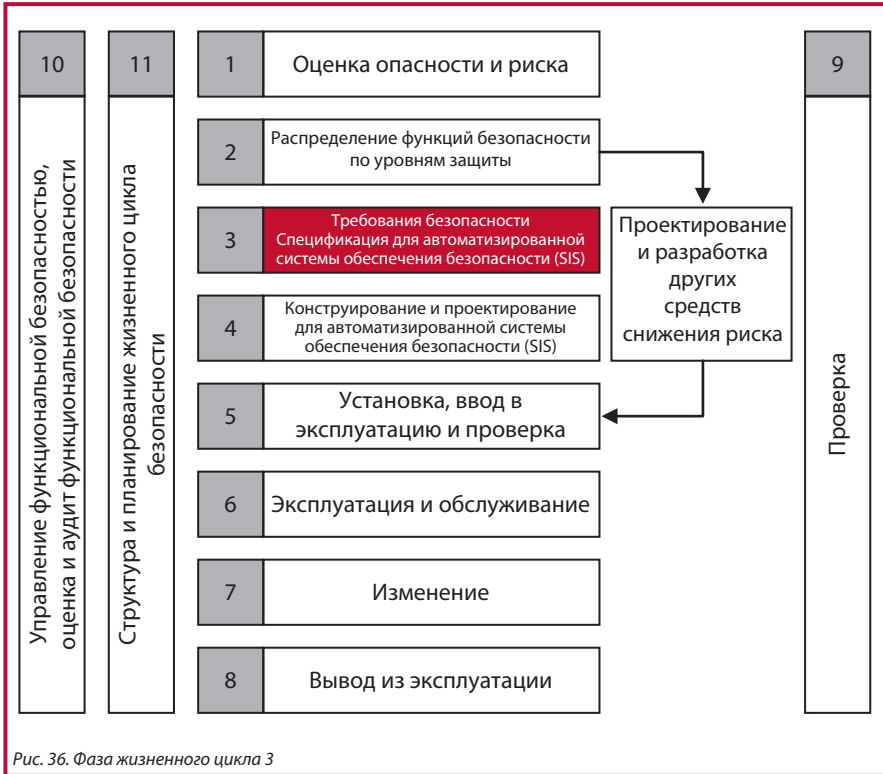 10
Управление функциональной безопасностью,
оценка и аудит функциональной безопасности
11
Структура и планирование жизненного цикла
безопасности
1
Оценка опасности и риска
2
Распределение функций безопасности
по уровням защиты
3
Требования безопасности
Спецификация для автоматизированной
системы обеспечения безопасности (SIS)
4
Конструирование и проектирование
для автоматизированной системы
обеспечения безопасности (SIS)
5
Установка, ввод в
эксплуатацию и проверка
6
Эксплуатация и обслуживание
7
Изменение
8
Вывод из эксплуатации
Проектирование
и разработка
других
средств
снижения риска
9
Проверка
Рис. 36. Фаза жизненного цикла 3